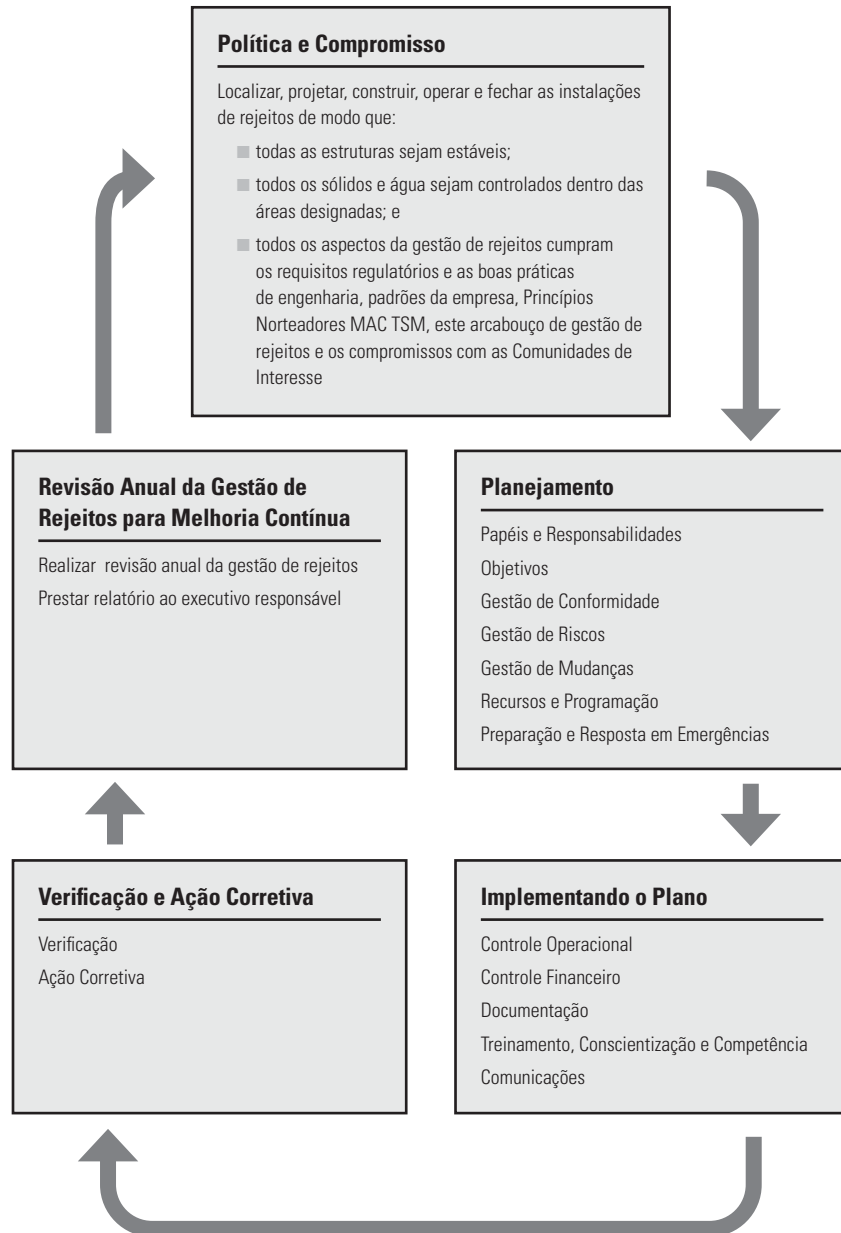 Política e Compromisso
Localizar, projetar, construir, operar e fechar as instalações
de rejeitos de modo que:
■ todas as estruturas sejam estáveis;
■ todos os sólidos e água sejam controlados dentro das
áreas designadas; e
■ todos os aspectos da gestão de rejeitos cumpram
os requisitos regulatórios e as boas práticas
de engenharia, padrões da empresa, Princípios
Norteadores MAC TSM, este arcabouço de gestão de
rejeitos e os compromissos com as Comunidades de
Interesse
Planejamento
Papéis e Responsabilidades
Objetivos
Gestão de Conformidade
Gestão de Riscos
Gestão de Mudanças
Recursos e Programação
Preparação e Resposta em Emergências
Implementando o Plano
Controle Operacional
Controle Financeiro
Documentação
Treinamento, Conscientização e Competência
Comunicações
Verificação e Ação Corretiva
Verificação
Ação Corretiva
Revisão Anual da Gestão de
Rejeitos para Melhoria Contínua
Realizar revisão anual da gestão de rejeitos
Prestar relatório ao executivo responsável